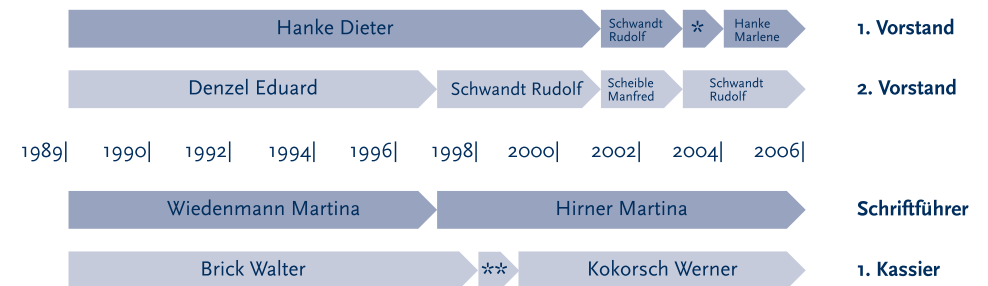 Hanke Dieter
Schwandt
Rudolf
*
Hanke
Marlene
1. Vorstand
Denzel Eduard
Schwandt Rudolf
Scheible
Manfred
Schwandt
Rudolf
2. Vorstand
1989| 1990| 1992| 1994| 1996| 1998| 2000| 2002| 2004| 2006|
Wiedenmann Martina
Hirner Martina
Schriftführer
Brick Walter
**
Kokorsch Werner
1. Kassier